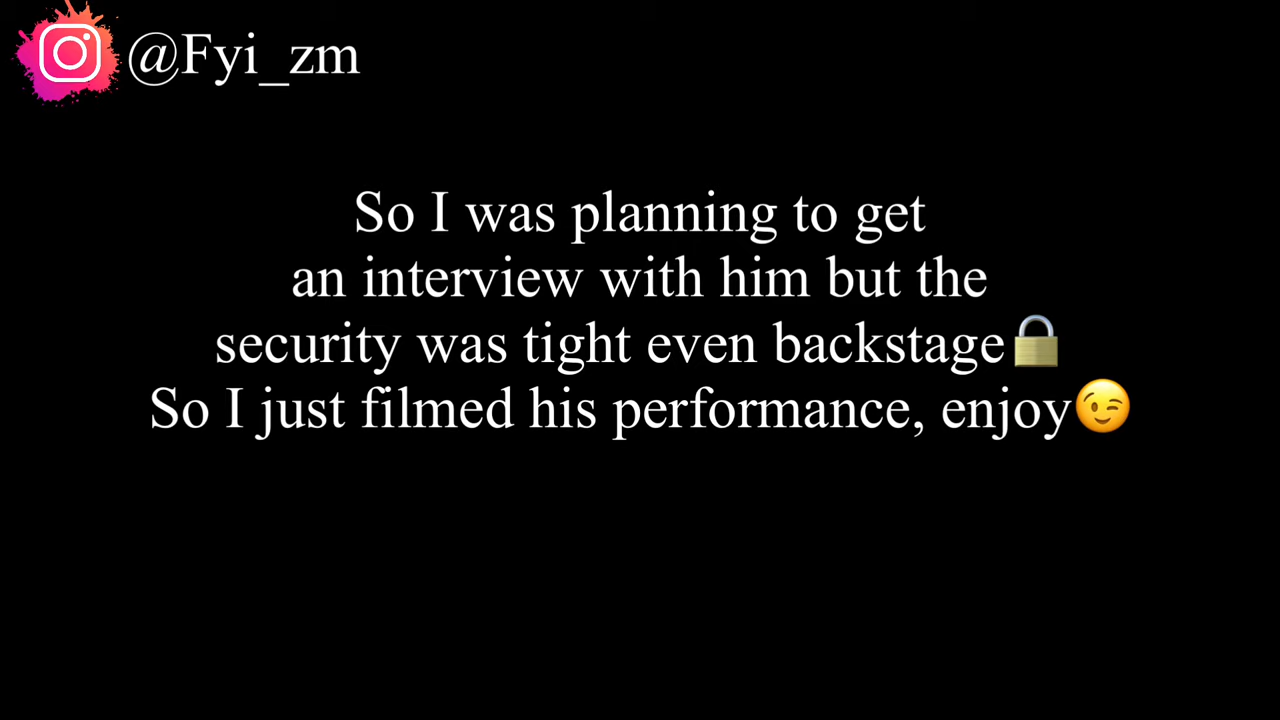 @Fyi_zm
So I was planning to get
an interview with him but the
security was tight even backstage🔒
So I just filmed his performance, enjoy😉